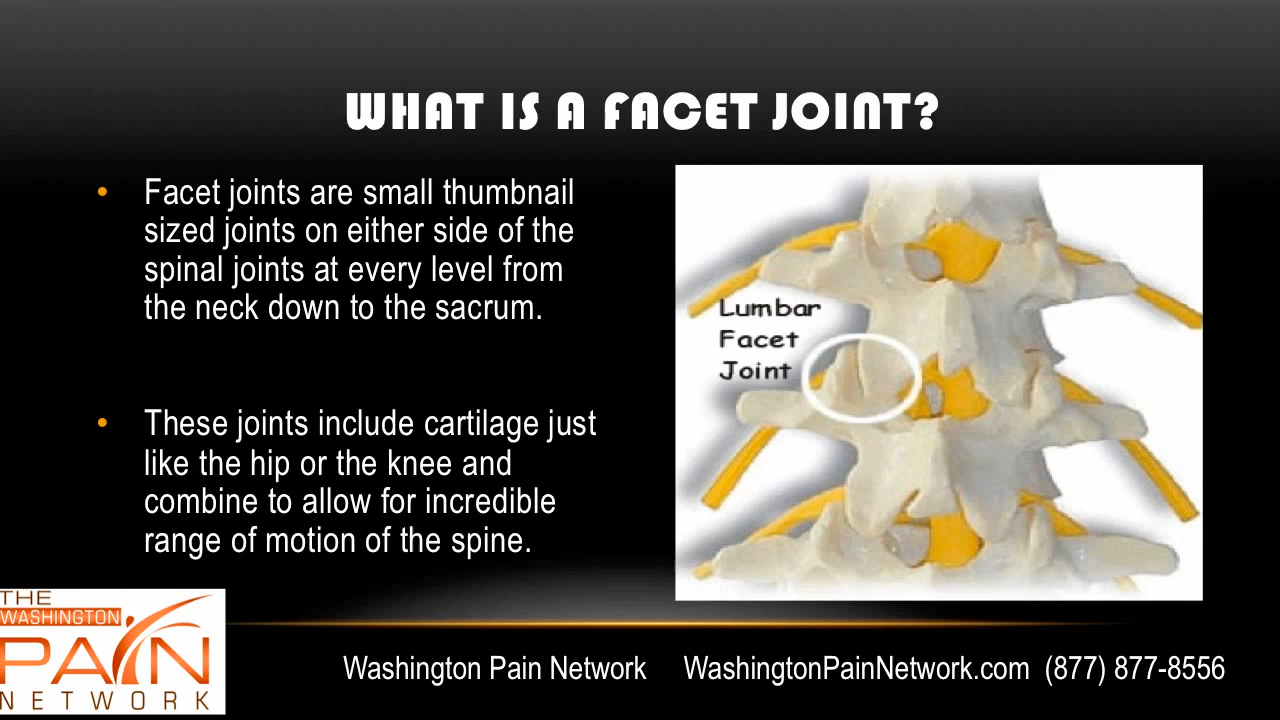 WHAT IS A FACET JOINT?
• Facet joints are small thumbnail
sized joints on either side of the
spinal joints at every level from
the neck down to the sacrum.
• These joints include cartilage just
like the hip or the knee and
combine to allow for incredible
range of motion of the spine.
Lumbar
Facet
Joint
THE
WASHINGTON
PAIN
NETWORK
Washington Pain Network WashingtonPainNetwork.com (877) 877-8556